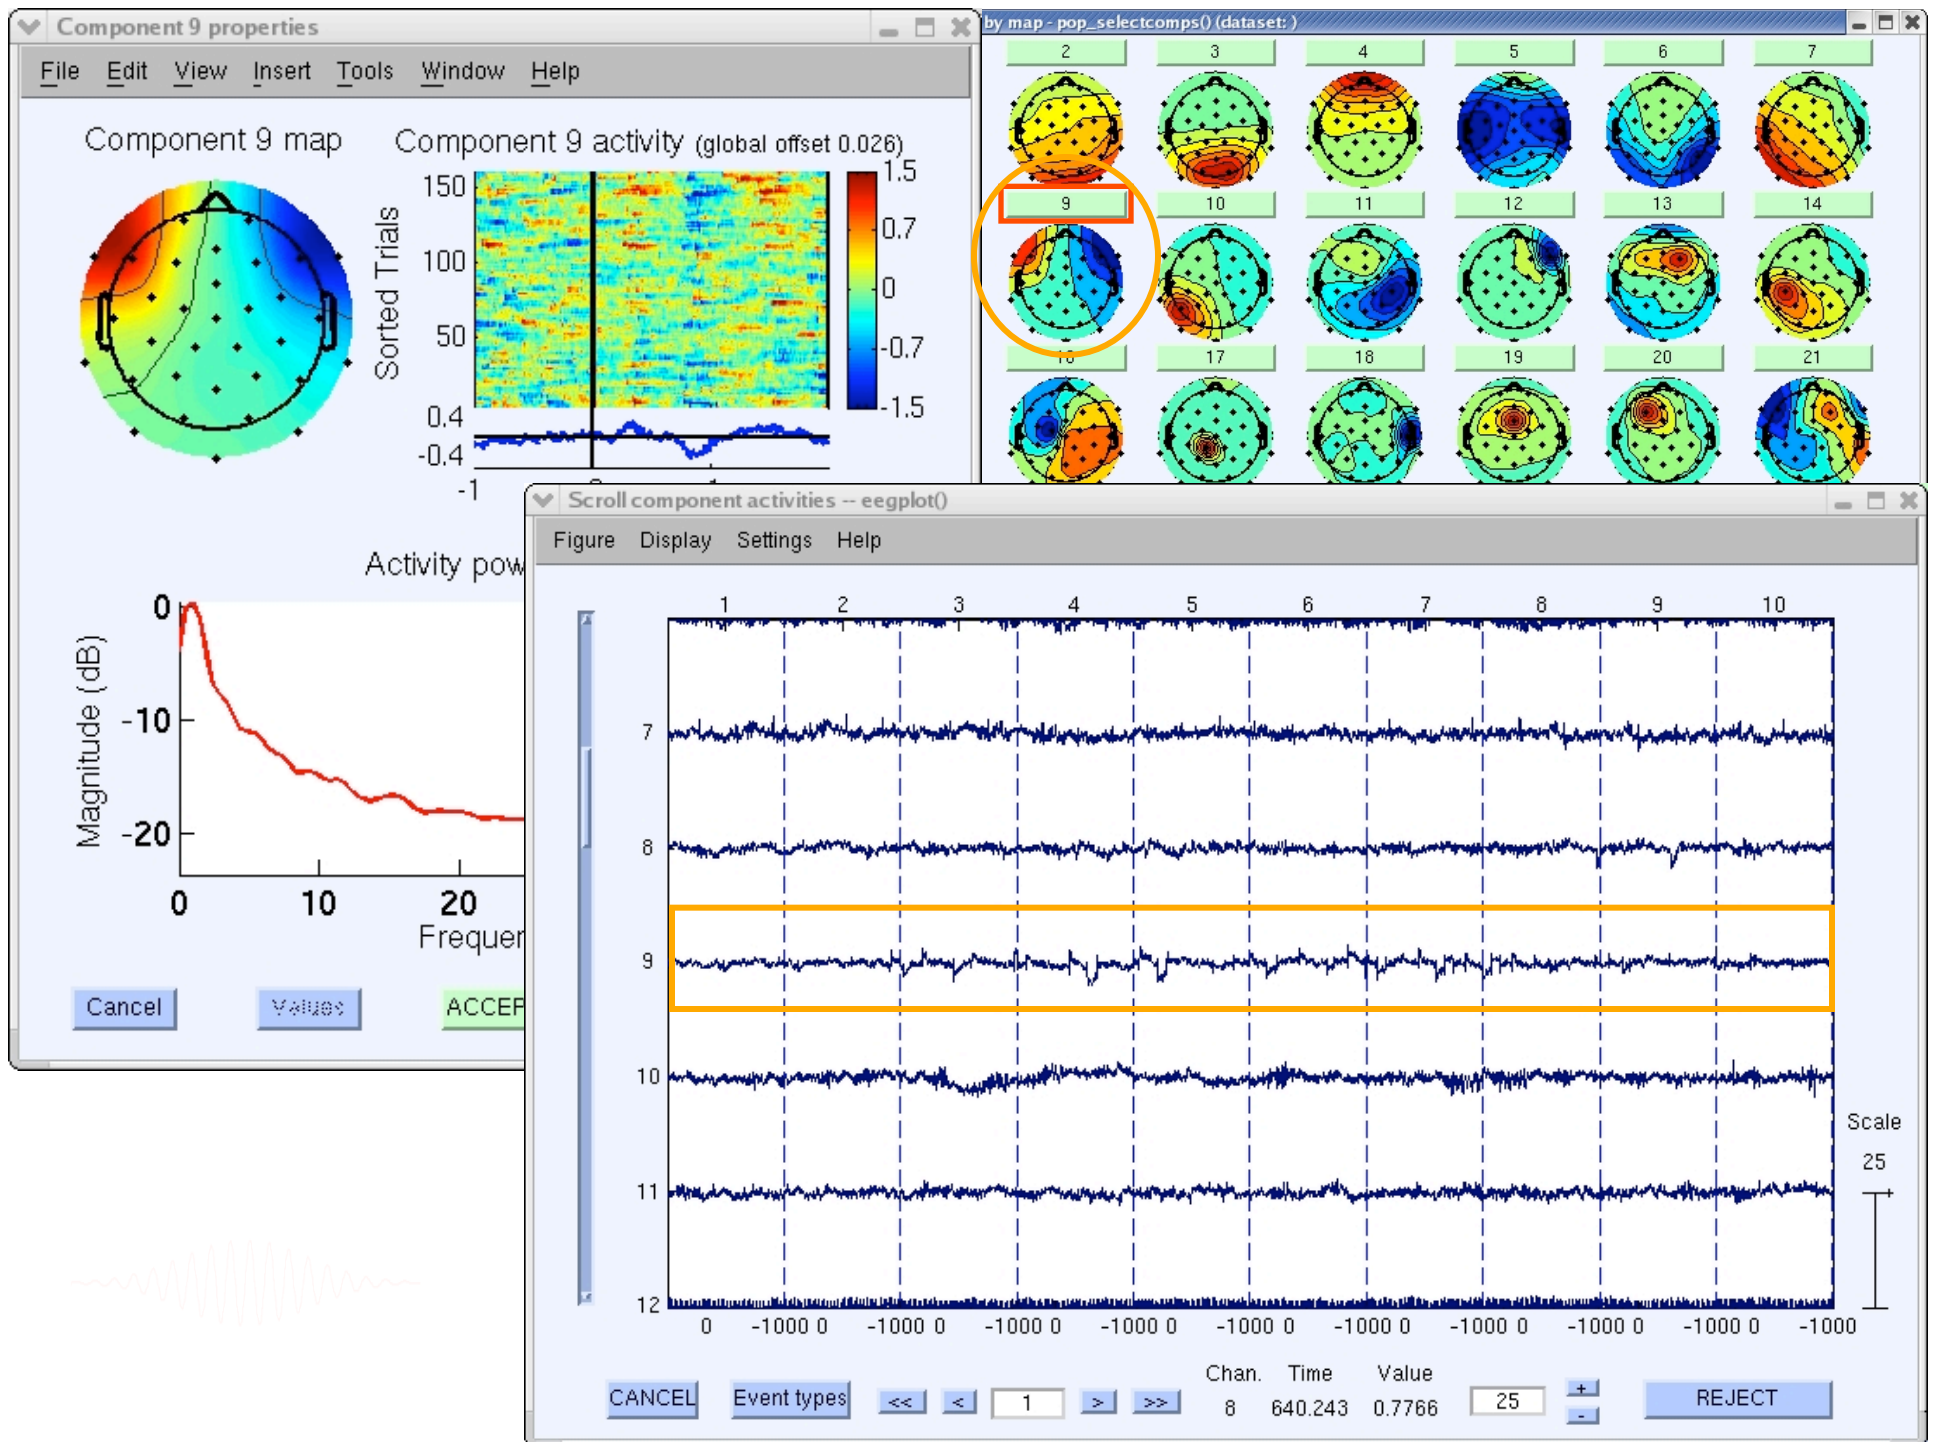 Component 9 properties
File Edit View Insert Tools Window Help
Component 9 map
Component 9 activity (global offset 0.026)
Sorted Trials
150
100
50
1.5
0.7
0
-0.7
-1.5
0.4
-0.4
-1
Activity pow
Magnitude (dB)
0
-10
-20
0 10 20
Frequer
Cancel Values ACCEP
by map - pop_selectcomps() (dataset: )
2 3 4 5 6 7
9 10 11 12 13 14
17 18 19 20 21
Scroll component activities -- eegplot()
Figure Display Settings Help
1 2 3 4 5 6 7 8 9 10
7
8
9
10
11
12
0 -1000 0 -1000 0 -1000 0 -1000 0 -1000 0 -1000 0 -1000 0 -1000 0 -1000 0 -1000
Scale
25
Chan. Time Value
8 640.243 0.7766
CANCEL Event types << < 1 > >> 25 + - REJECT